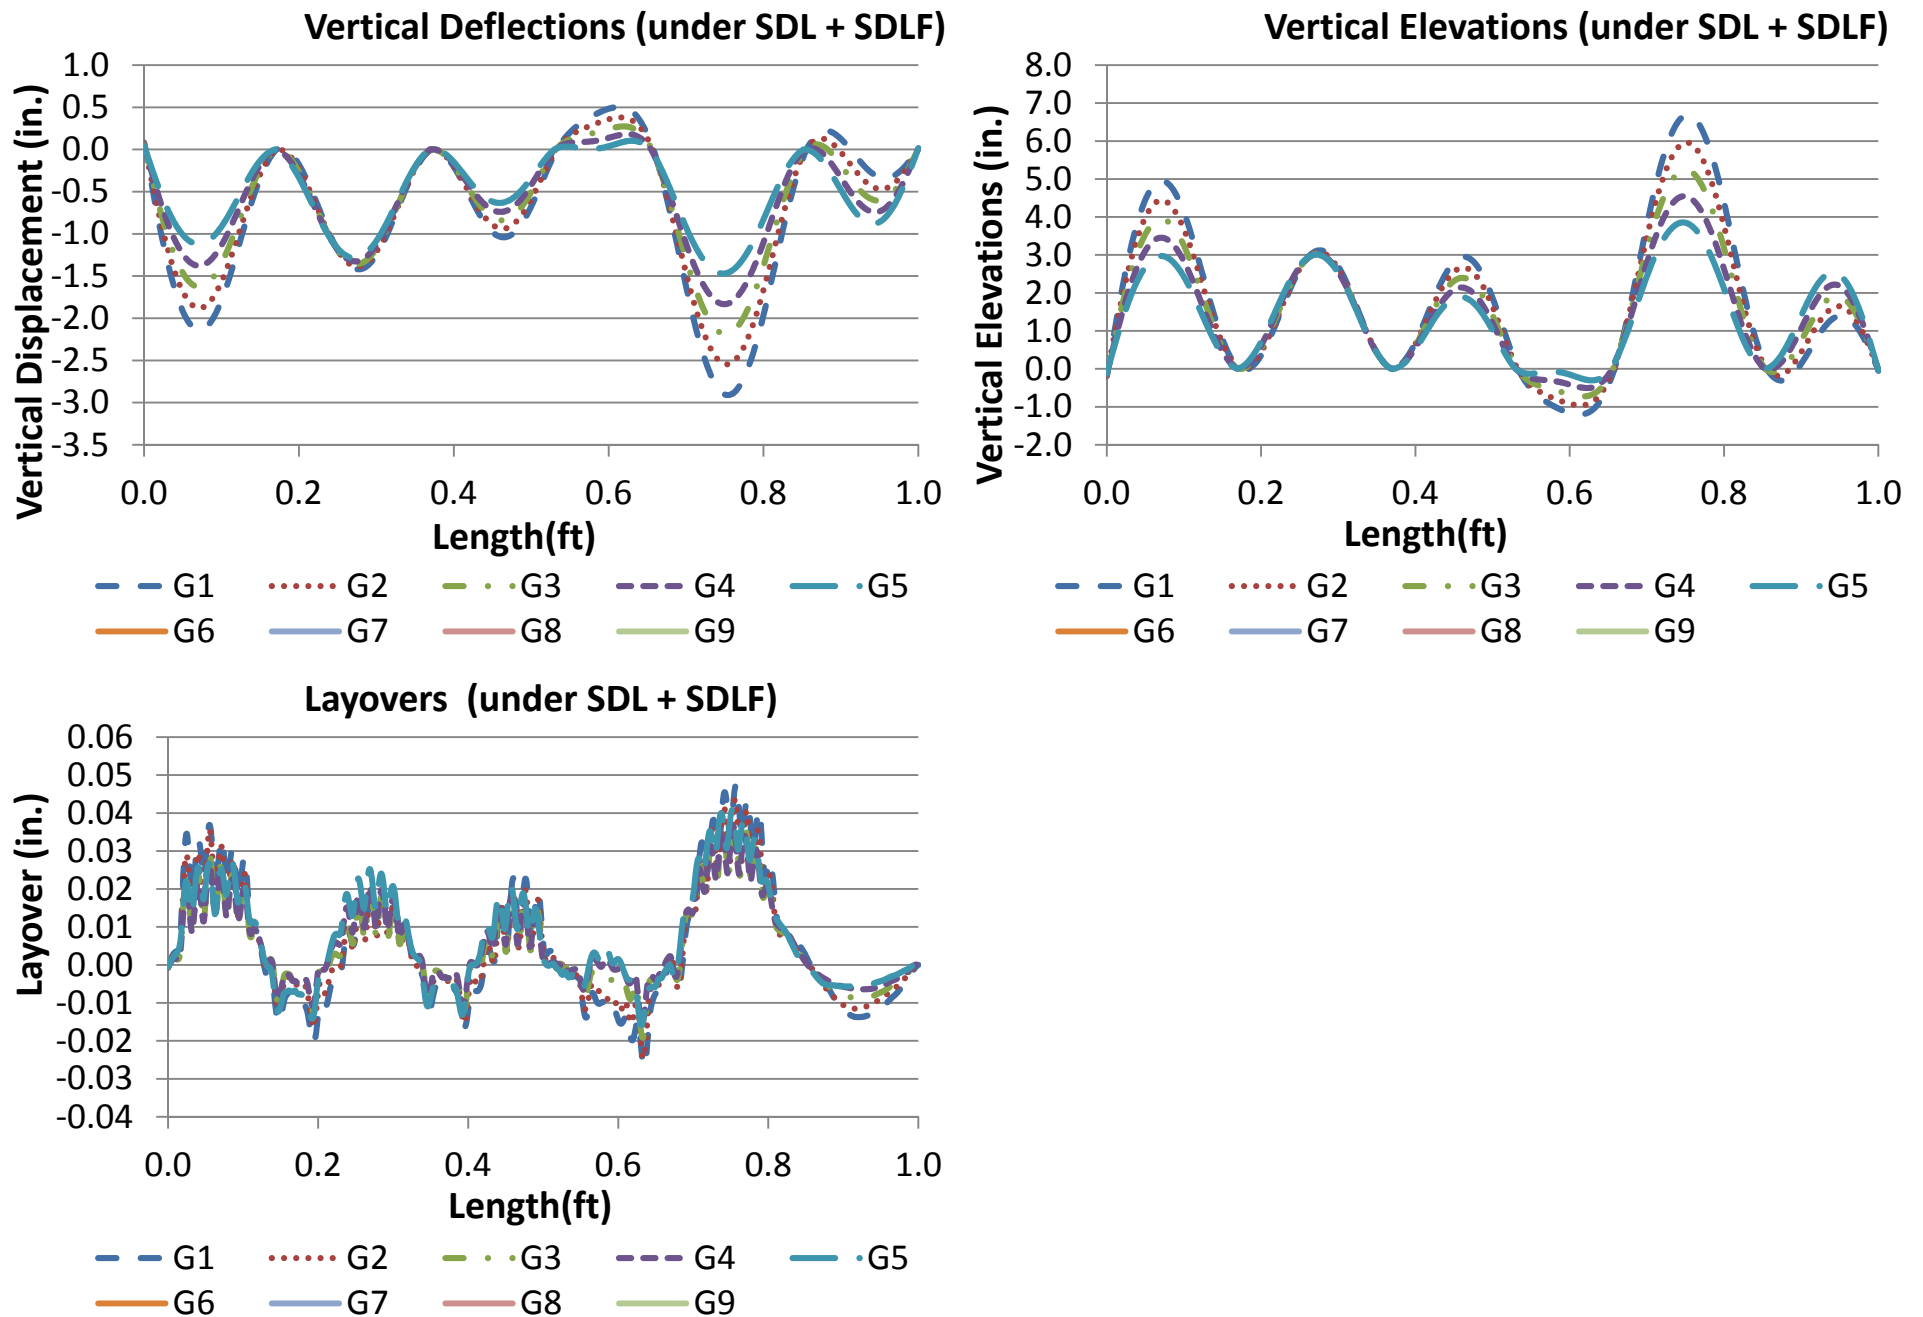 Vertical Deflections (under SDL + SDLF)
Vertical Displacement (in.)
1.0
0.5
0.0
-0.5
-1.0
-1.5
-2.0
-2.5
-3.0
-3.5
0.0 0.2 0.4 0.6 0.8 1.0
Length(ft)
G1 G2 G3 G4 G5
G6 G7 G8 G9
Vertical Elevations (under SDL + SDLF)
Vertical Elevations (in.)
8.0
7.0
6.0
5.0
4.0
3.0
2.0
1.0
0.0
-1.0
-2.0
0.0 0.2 0.4 0.6 0.8 1.0
Length(ft)
G1 G2 G3 G4 G5
G6 G7 G8 G9
Layovers (under SDL + SDLF)
Layover (in.)
0.06
0.05
0.04
0.03
0.02
0.01
0.00
-0.01
-0.02
-0.03
-0.04
0.0 0.2 0.4 0.6 0.8 1.0
Length(ft)
G1 G2 G3 G4 G5
G6 G7 G8 G9